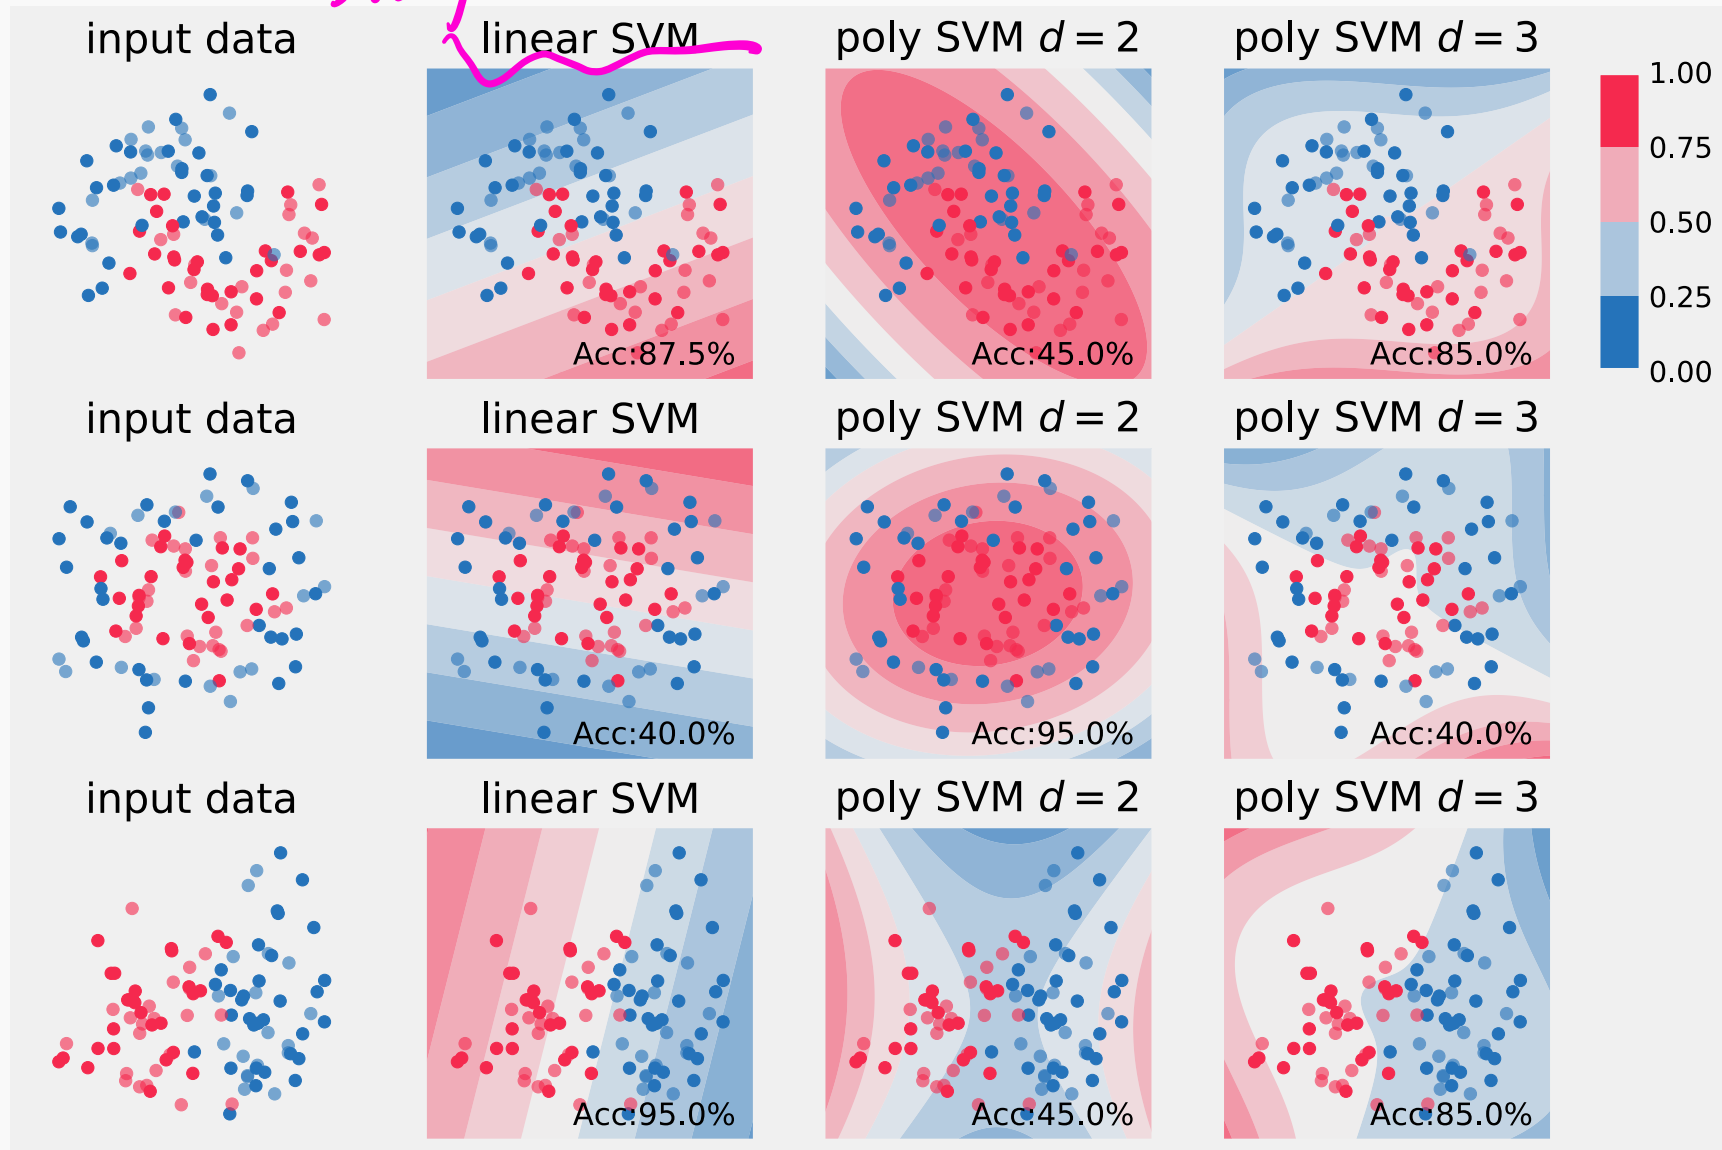 input data linear SVM poly SVM d = 2 poly SVM d = 3
1.00
0.75
0.50
0.25
0.00
Acc:87.5% Acc:45.0% Acc:85.0%
input data linear SVM poly SVM d = 2 poly SVM d = 3
Acc:40.0% Acc:95.0% Acc:40.0%
input data linear SVM poly SVM d = 2 poly SVM d = 3
Acc:95.0% Acc:45.0% Acc:85.0%